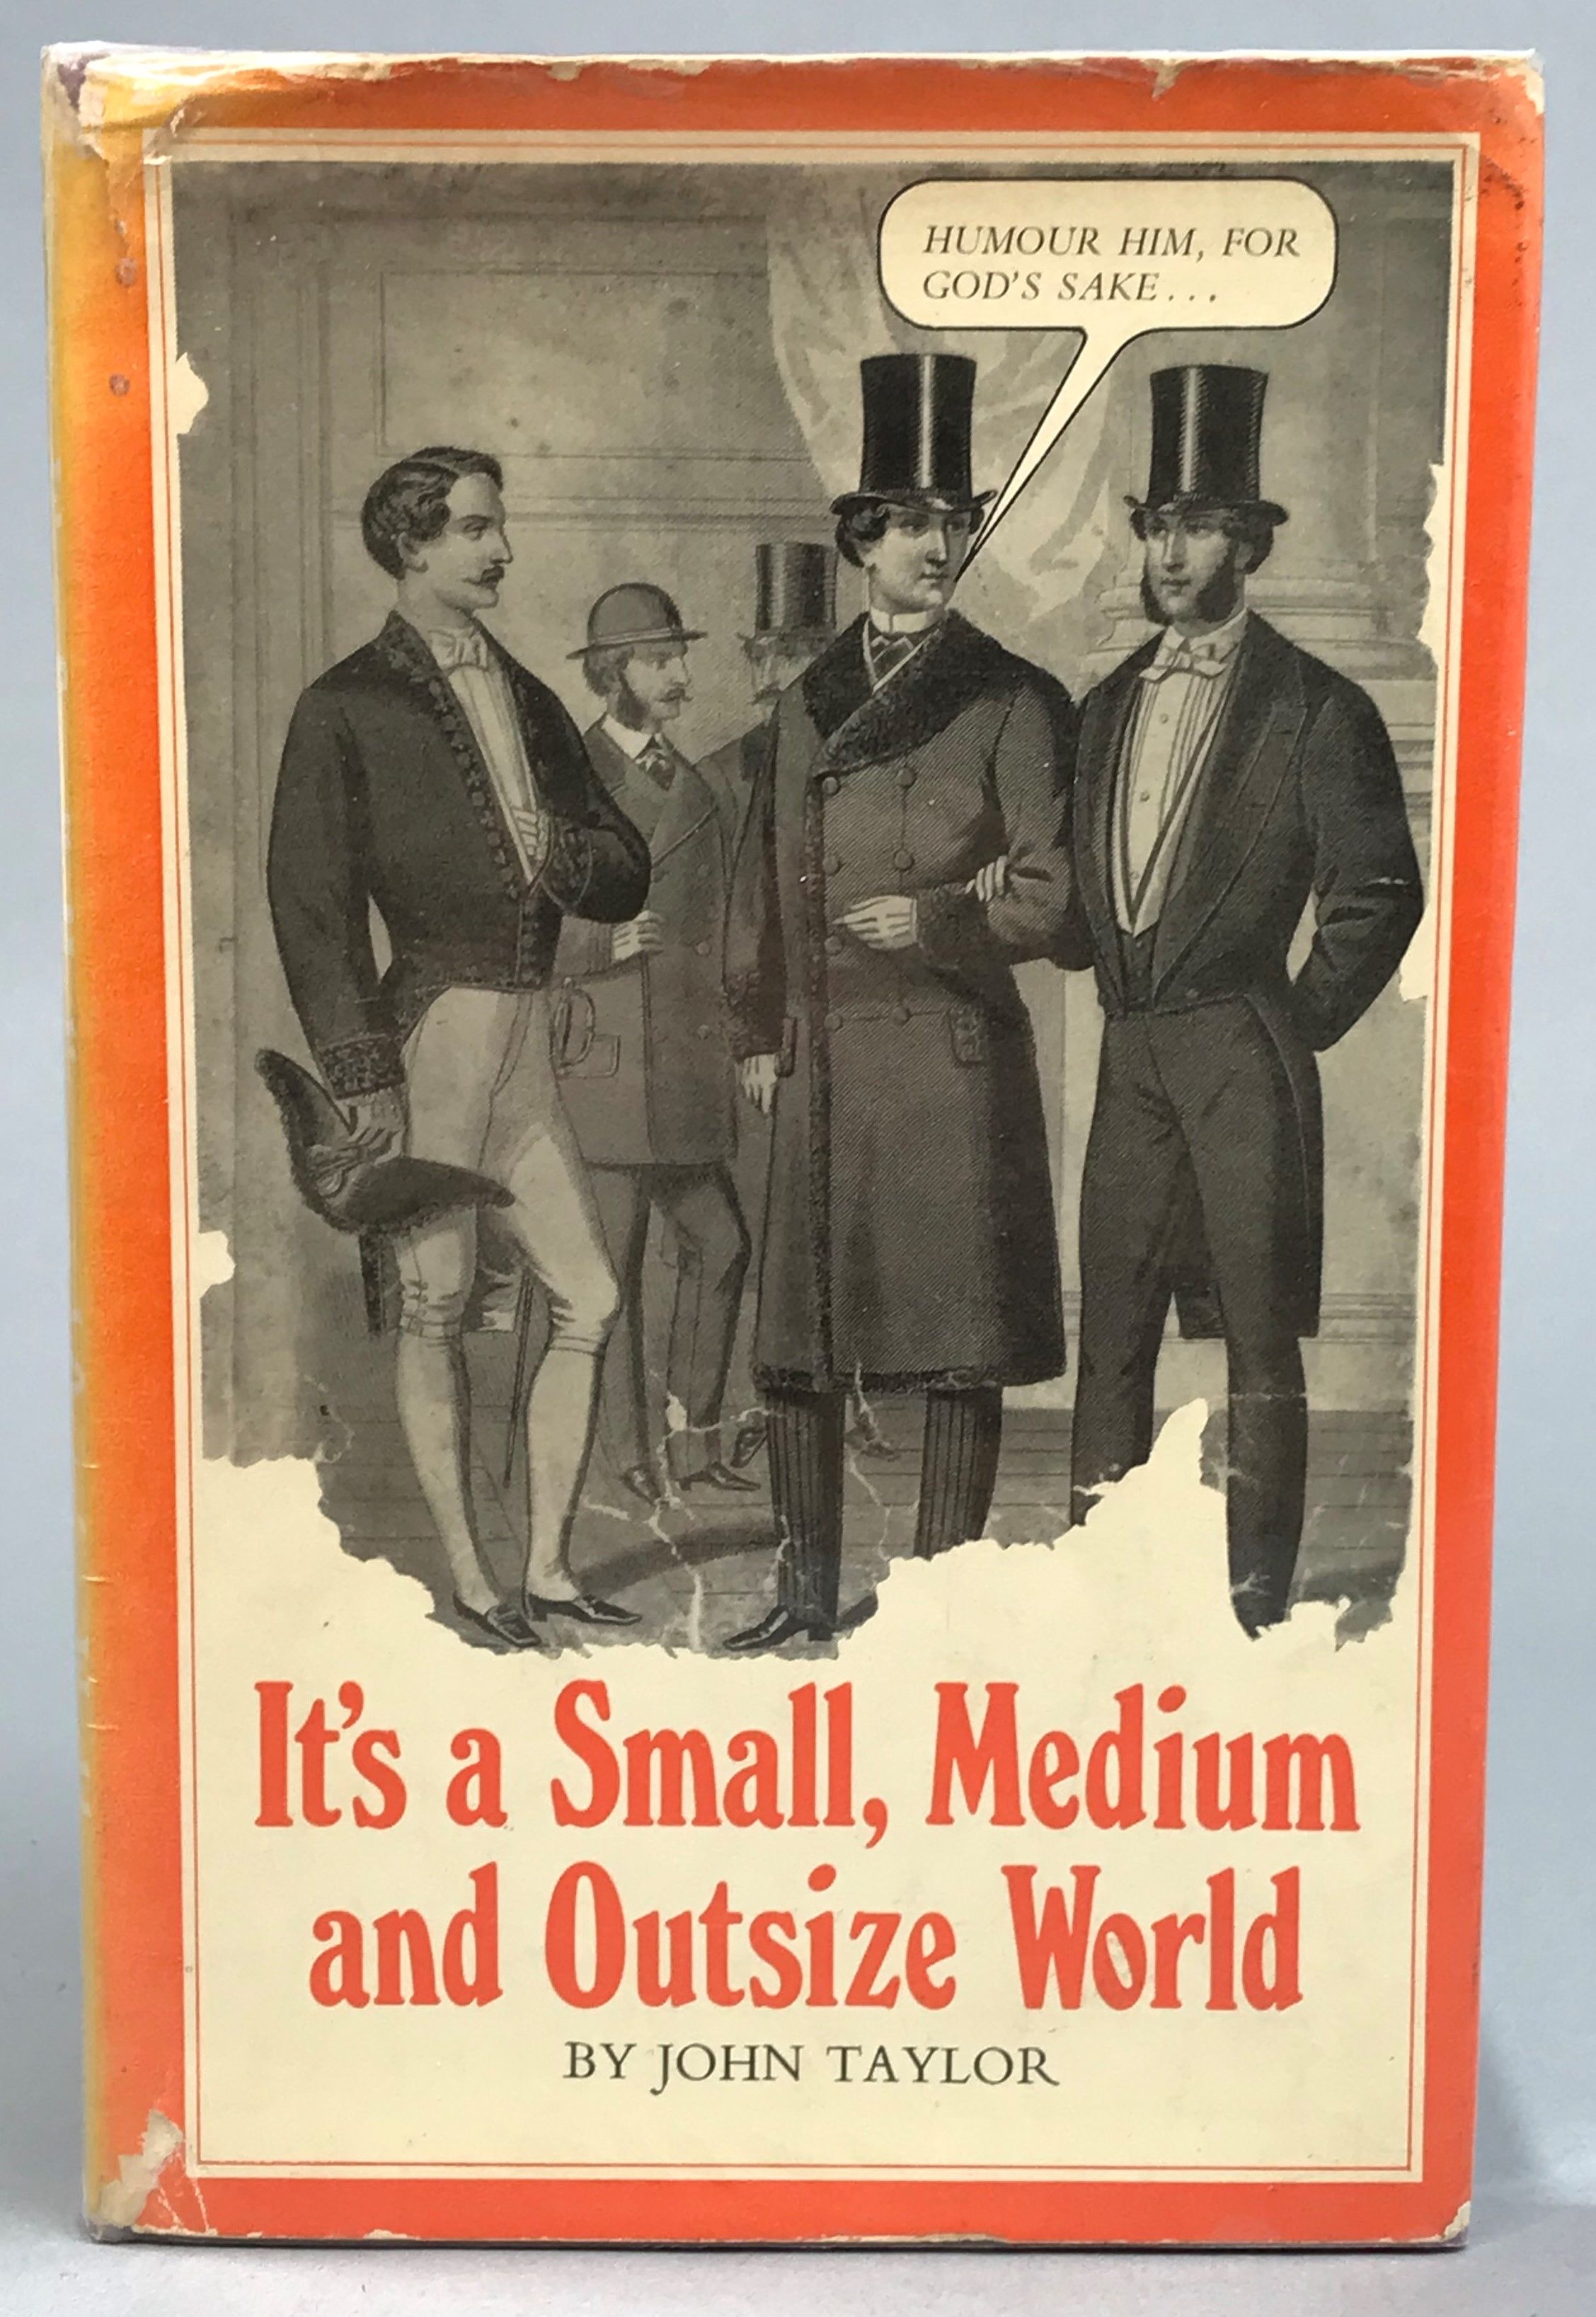 HUMOUR HIM, FOR
GOD'S SAKE...
It's a Small, Medium
and Outsize World
BY JOHN TAYLOR